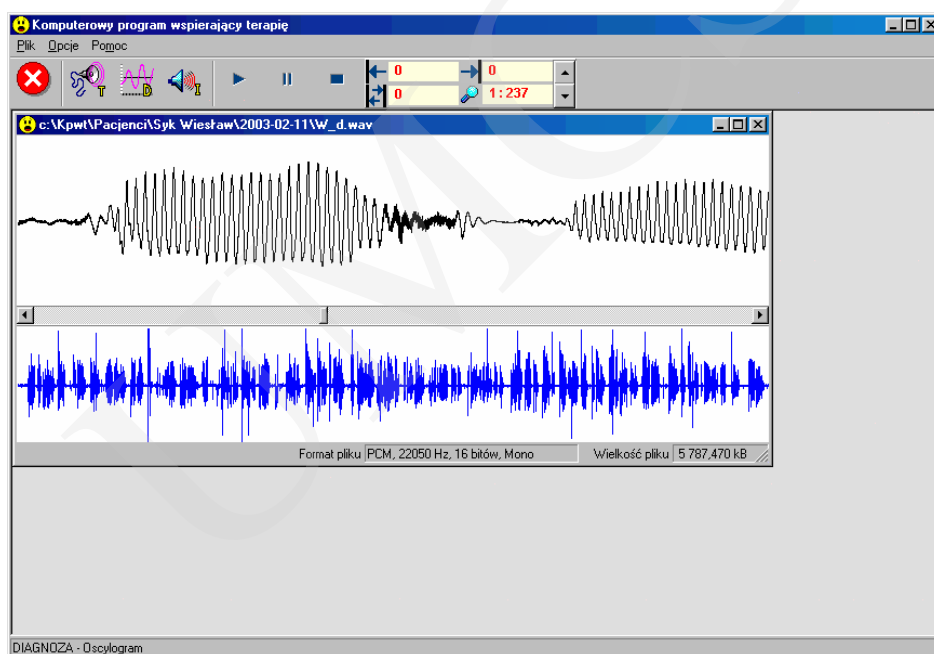 Komputerowy program wspierający terapię
Plik Opcje Pomoc
T D I 0 0
0 1:237
c:\Kpwt\Pacjenci\Syk Wiesław\2003-02-11\W_d.wav
Format pliku PCM, 22050 Hz, 16 bitów, Mono Wielkość pliku 5 787,470 kB
DIAGNOZA - Oscylogram
UMCS